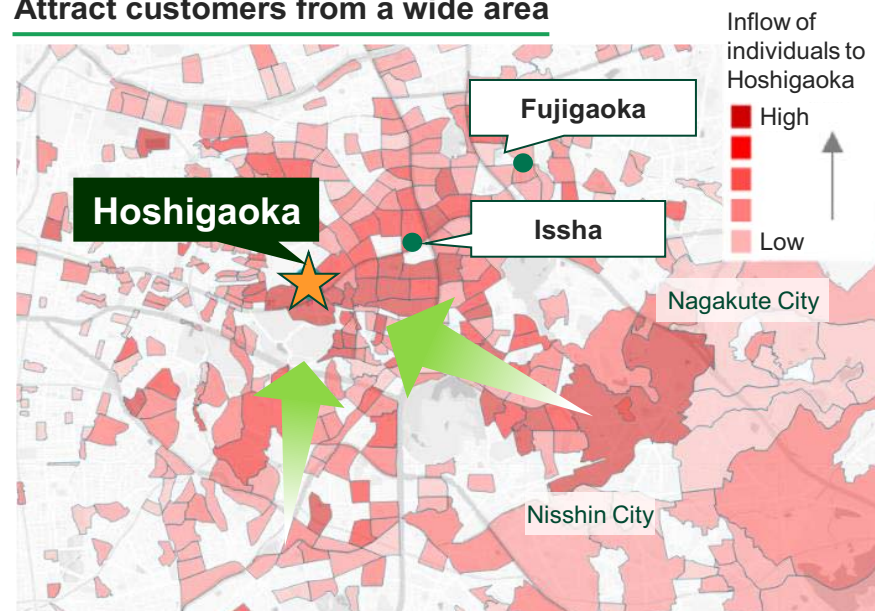 Attract customers from a wide area
Inflow of
individuals to
Hoshigaoka
High
Low
Fujigaoka
Hoshigaoka
Issha
Nagakute City
Nisshin City